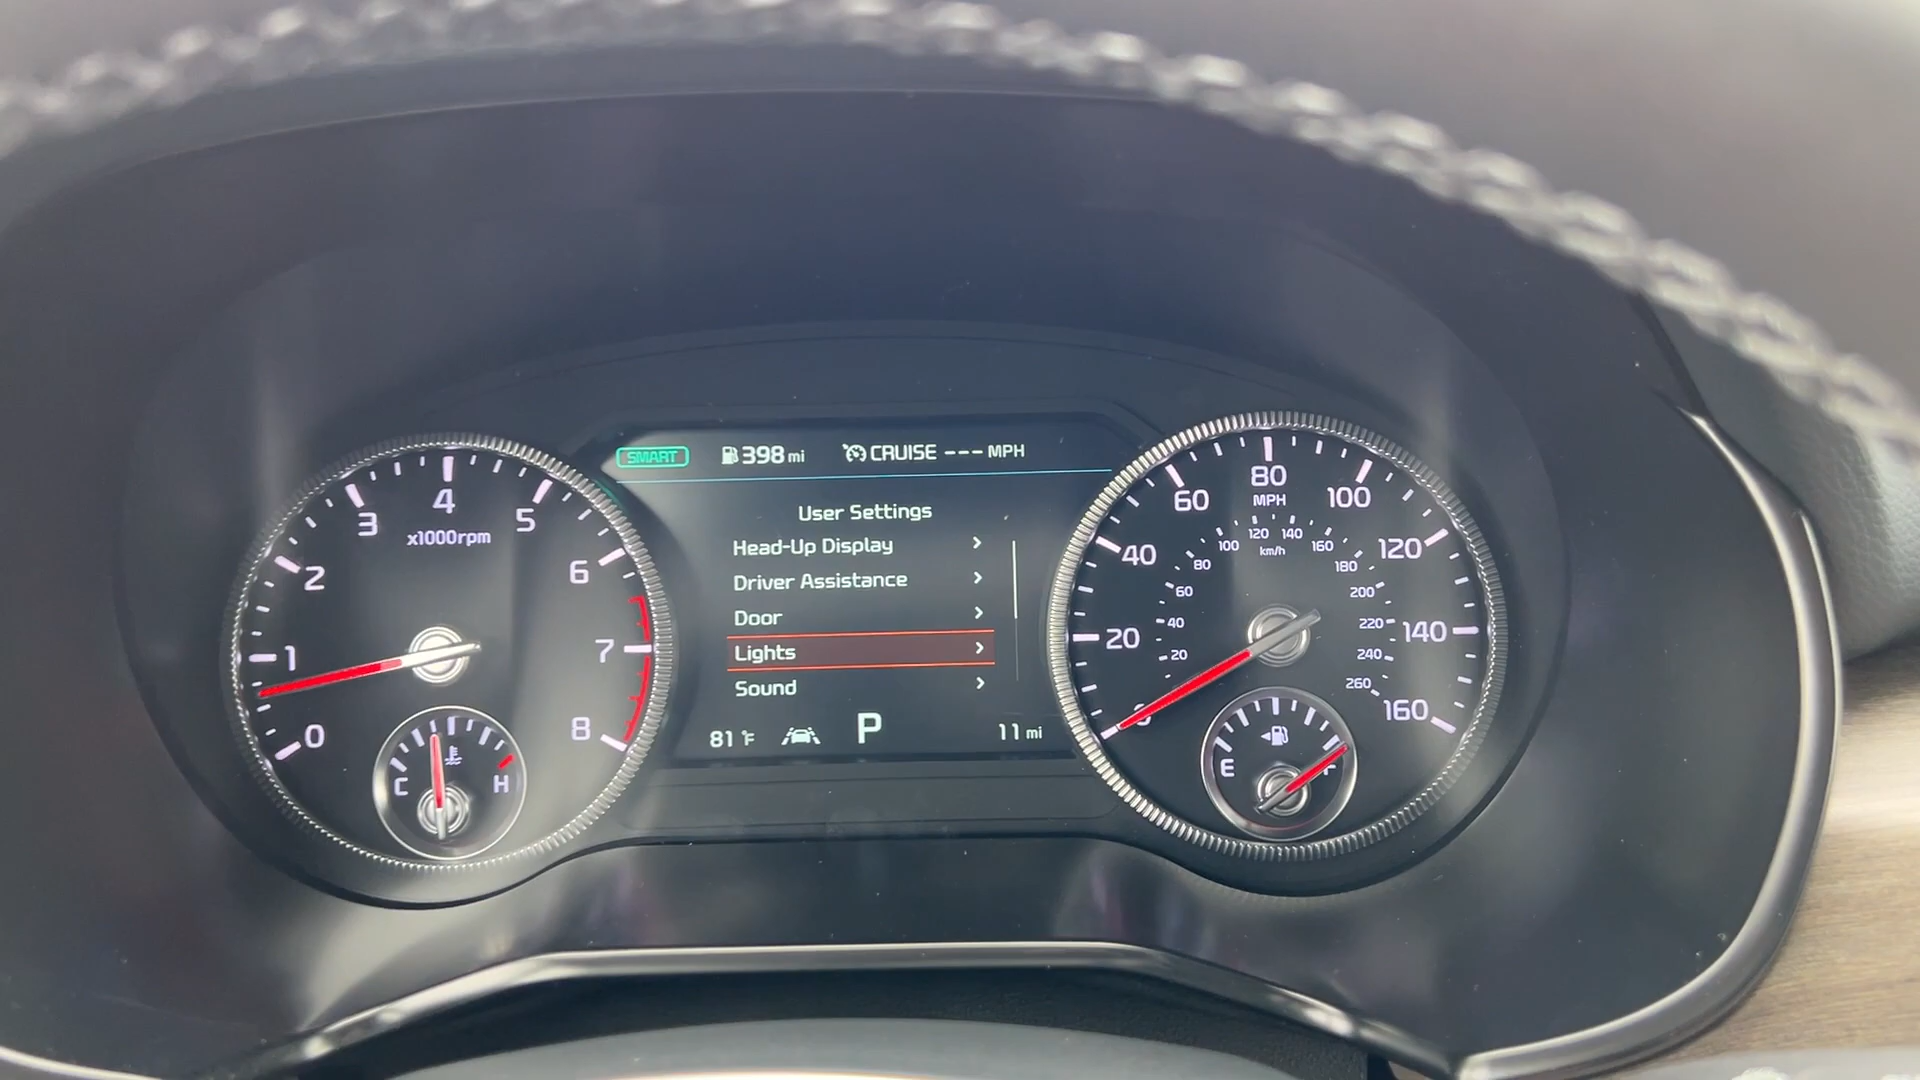 SMART 398 mi CRUISE --- MPH
User Settings
Head-Up Display >
Driver Assistance >
Door >
Lights >
Sound >
81 °F P 11 mi
0 1 2 3 4 5 6 7 8
x1000rpm
C H
0 20 40 60 80 100 120 140 160
MPH
20 40 60 80 100 120 140 160 180 200 220 240 260
km/h
E F